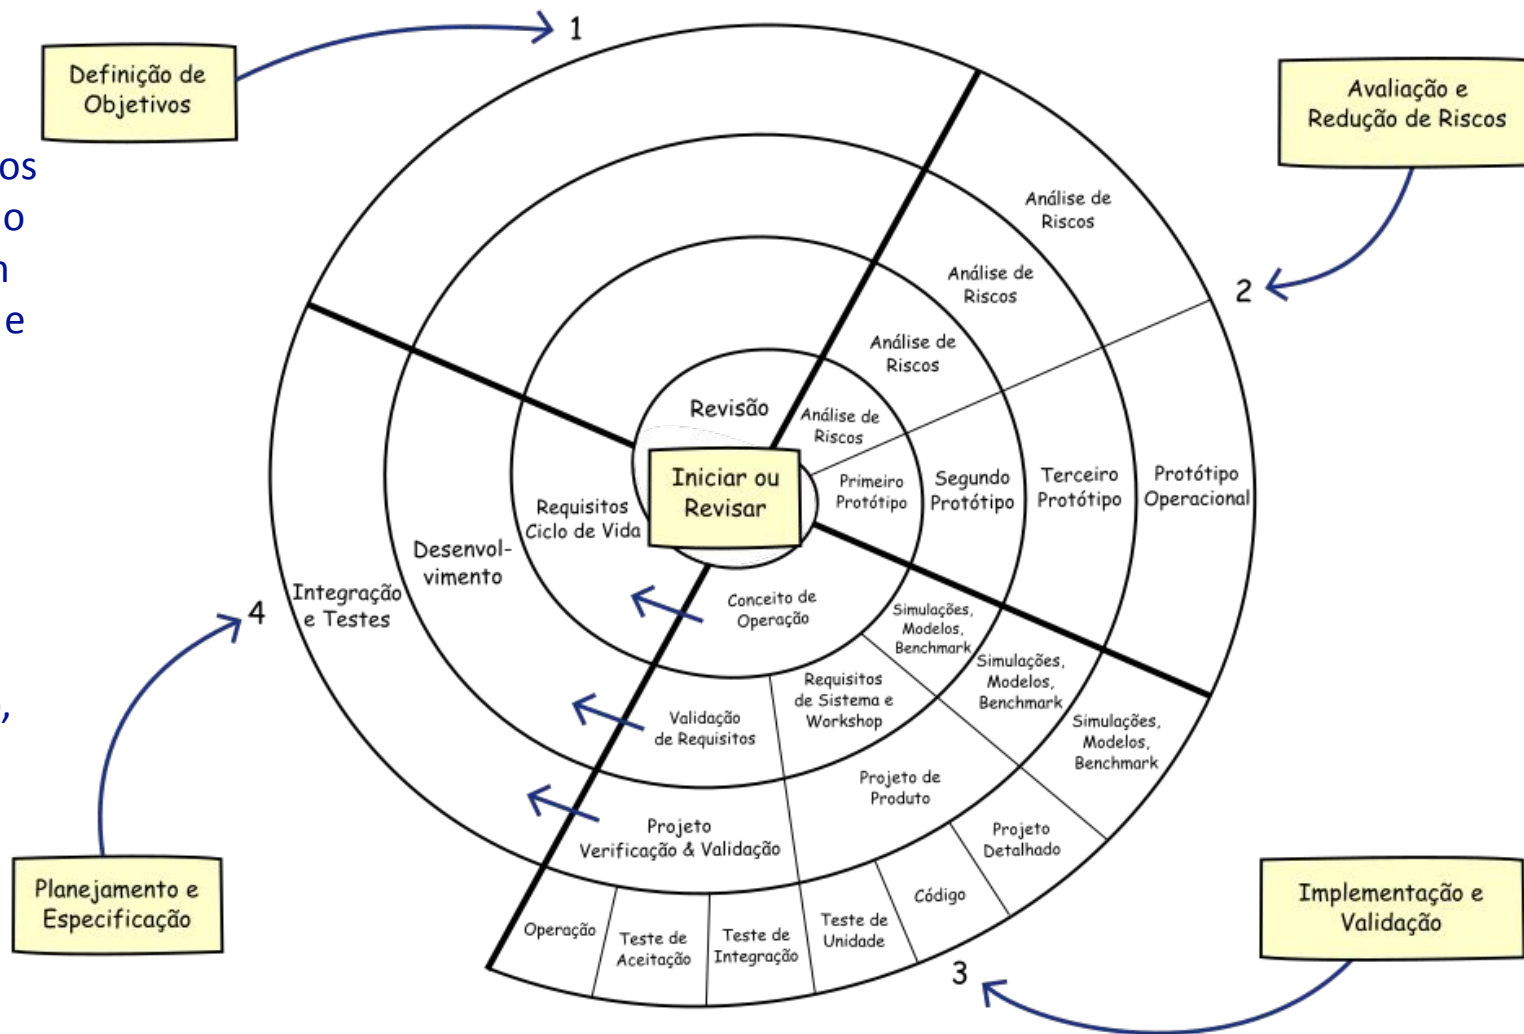 1
Definição de
Objetivos
Avaliação e
Redução de Riscos
os
o
e
2
Análise de
Riscos
Análise de
Riscos
Análise de
Riscos
Análise de
Riscos
Revisão
Iniciar ou
Revisar
Primeiro
Protótipo
Segundo
Protótipo
Terceiro
Protótipo
Protótipo
Operacional
Requisitos
Ciclo de Vida
Desenvol-
vimento
Integração
e Testes
4
Conceito de
Operação
Simulações,
Modelos,
Benchmark
Simulações,
Modelos,
Benchmark
Simulações,
Modelos,
Benchmark
Validação
de Requisitos
Requisitos
de Sistema e
Workshop
Projeto
Verificação & Validação
Projeto de
Produto
Projeto
Detalhado
Operação
Teste de
Aceitação
Teste de
Integração
Teste de
Unidade
Código
3
,
Planejamento e
Especificação
Implementação e
Validação